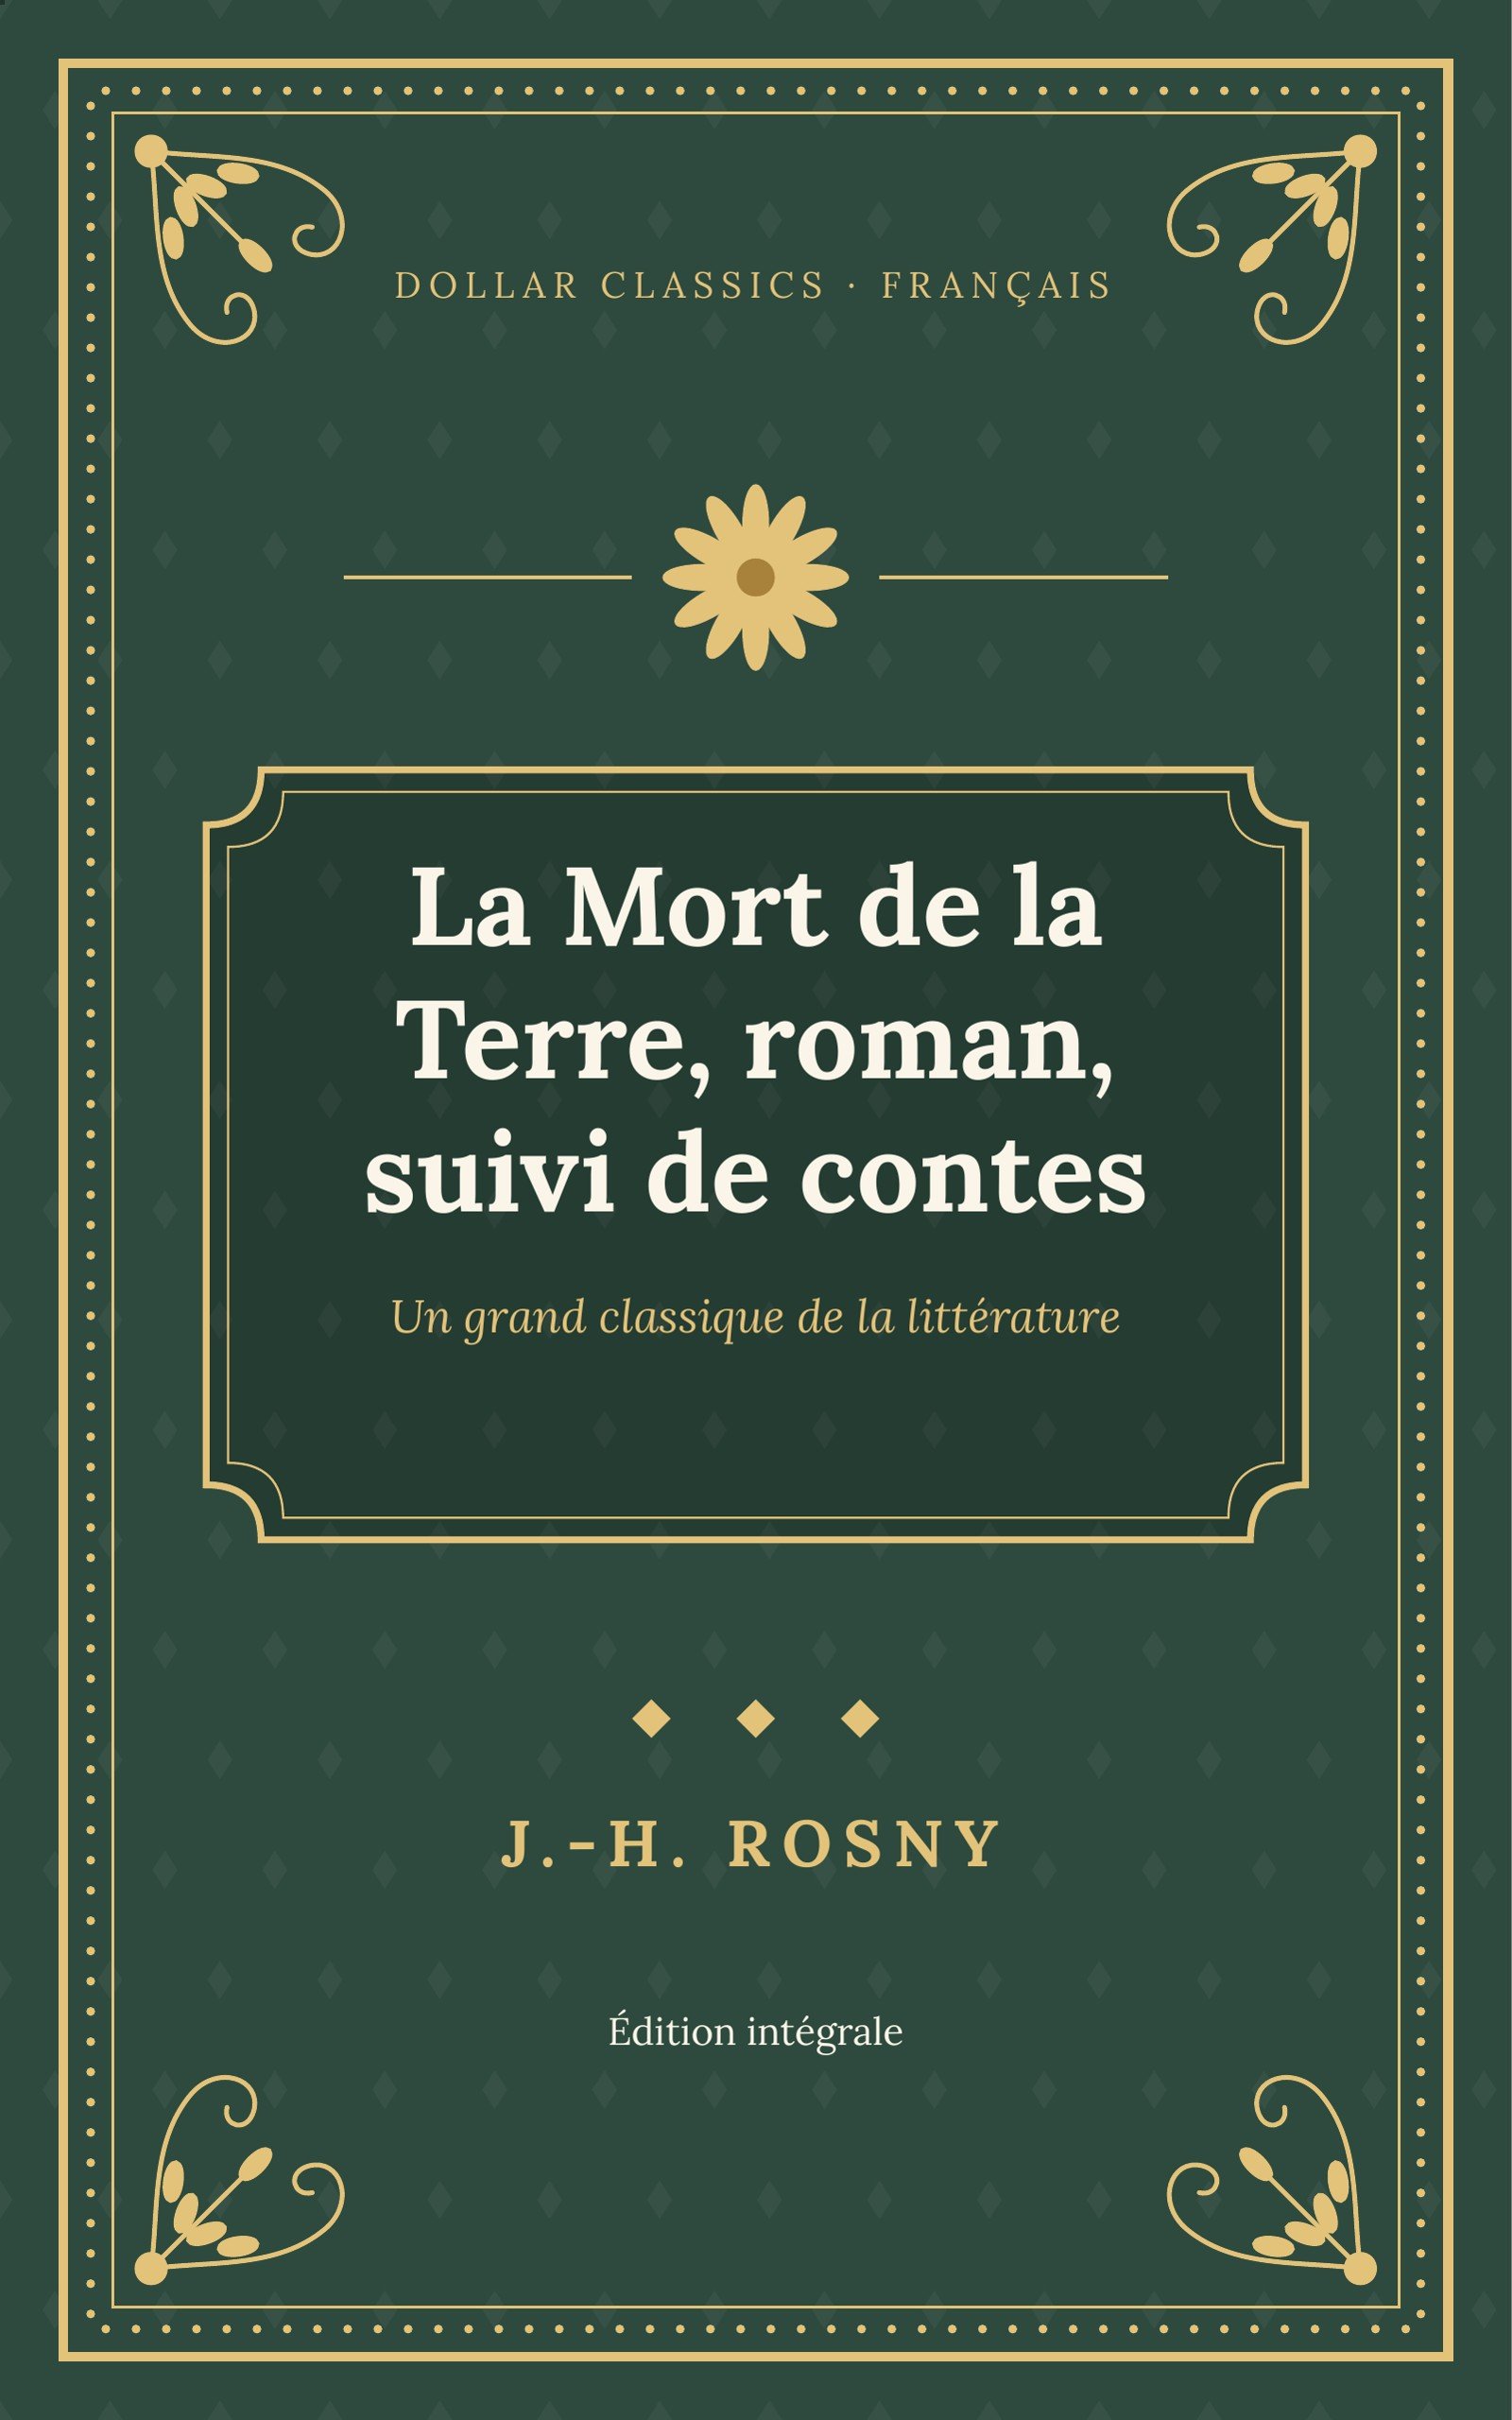 DOLLAR CLASSICS · FRANÇAIS
La Mort de la
Terre, roman,
suivi de contes
Un grand classique de la littérature
J.-H. ROSNY
Édition intégrale